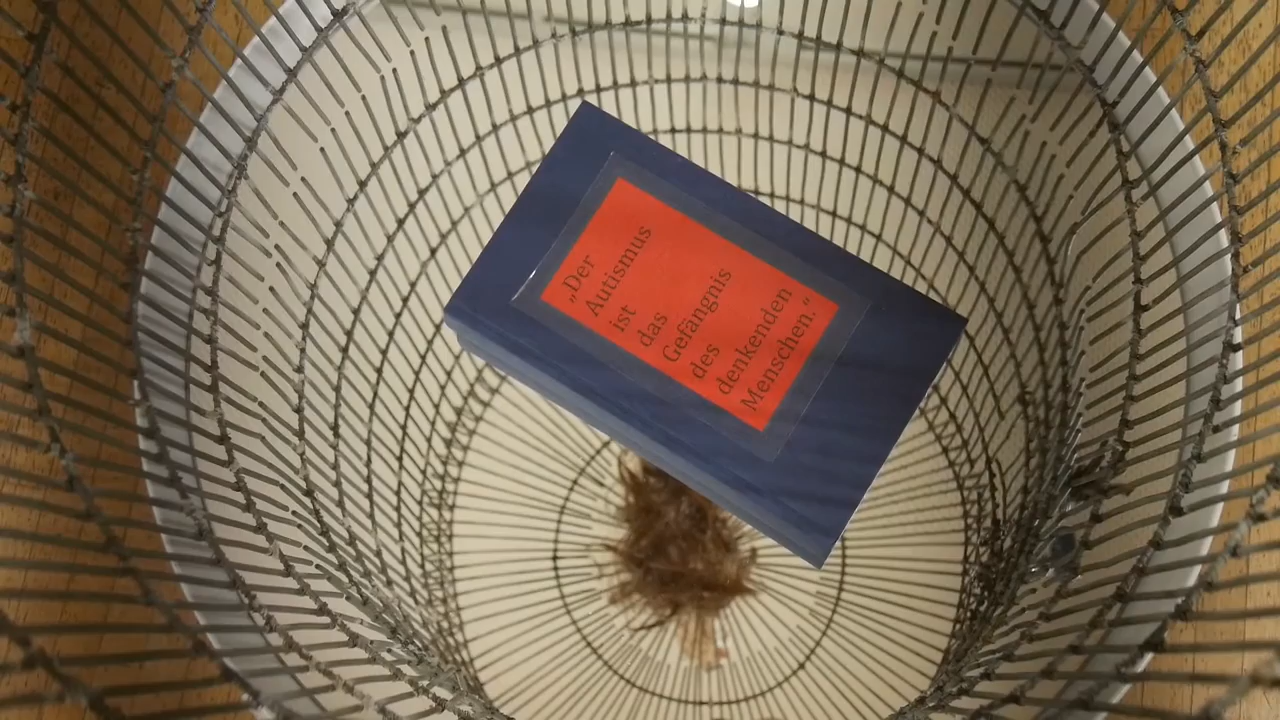 „Der
Autismus
ist
das
Gefängnis
des
denkenden
Menschen.“